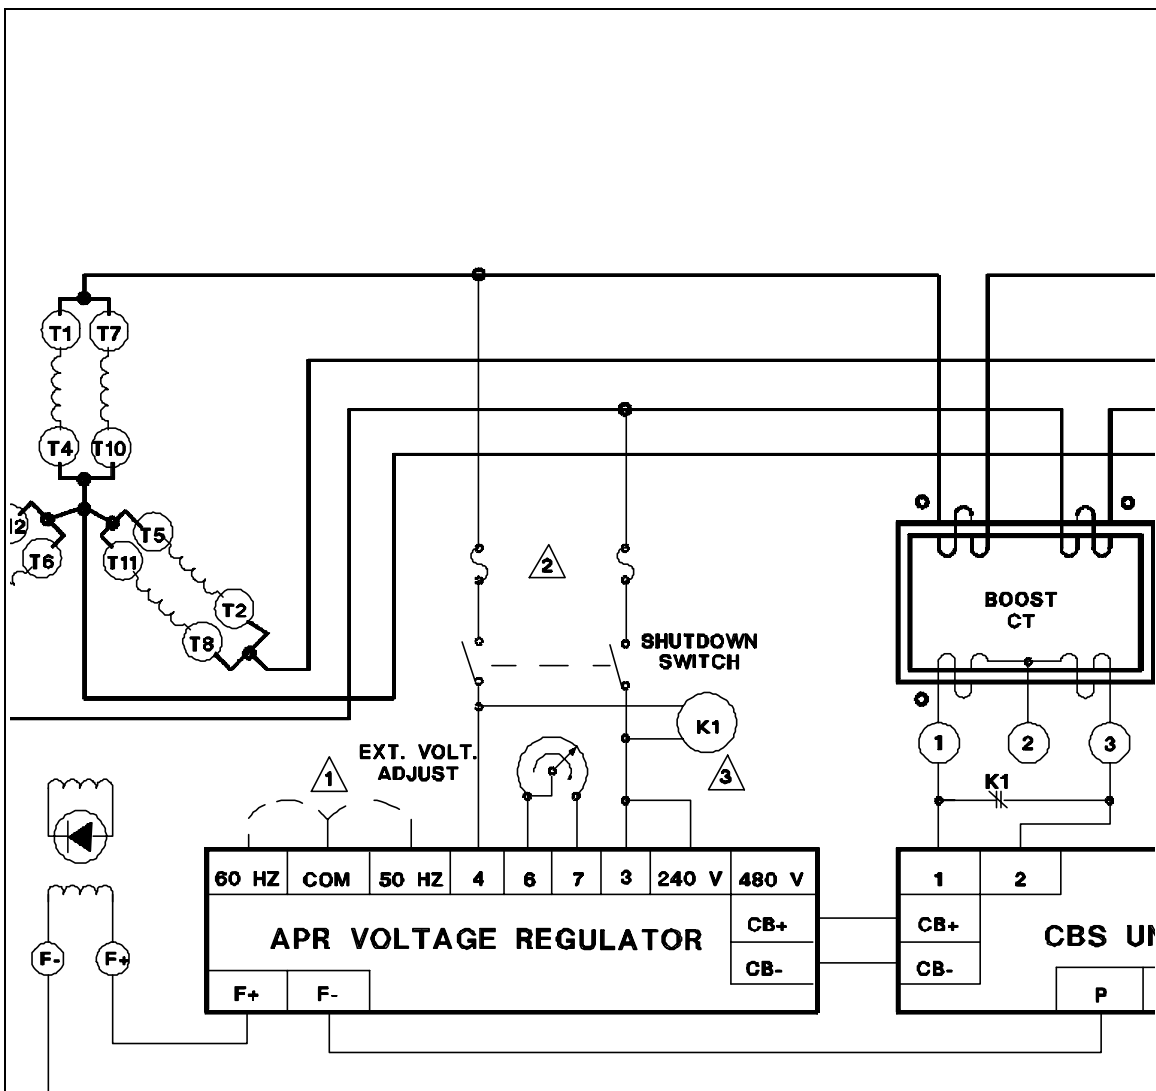 T1 T7
T4 T10
T5
T6 T11
T2
T8
2
BOOST
CT
SHUTDOWN
SWITCH
K1
1 2 3
EXT. VOLT.
ADJUST
1
3
K1
60 HZ COM 50 HZ 4 6 7 3 240 V 480 V
1 2
APR VOLTAGE REGULATOR
CB+ CB+
CB- CB-
CBS
F- F+
F+ F-
P